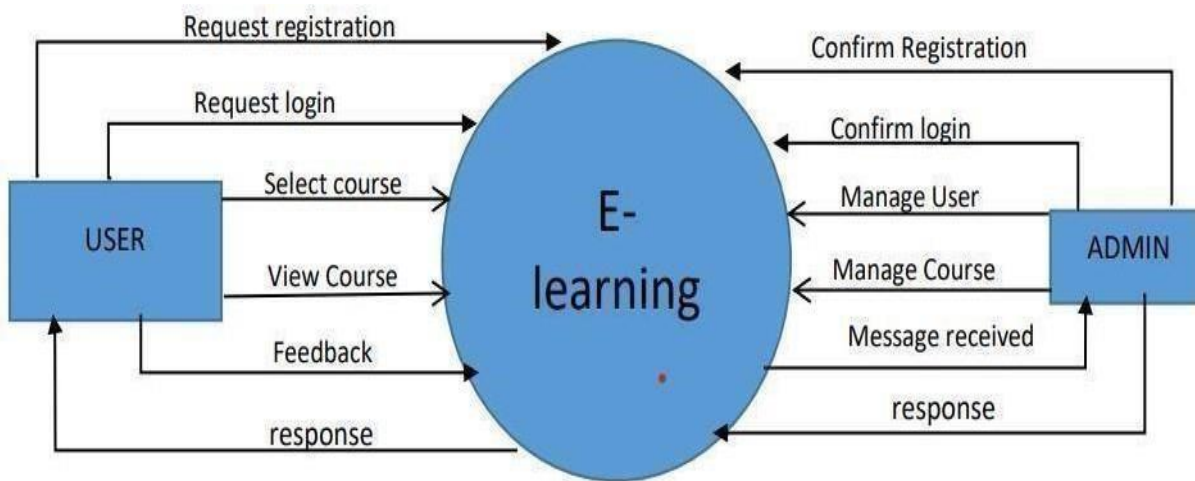 Request registration
Confirm Registration
Request login
Confirm login
Select course
Manage User
USER
E-
learning
ADMIN
View Course
Manage Course
Feedback
Message received
response
response